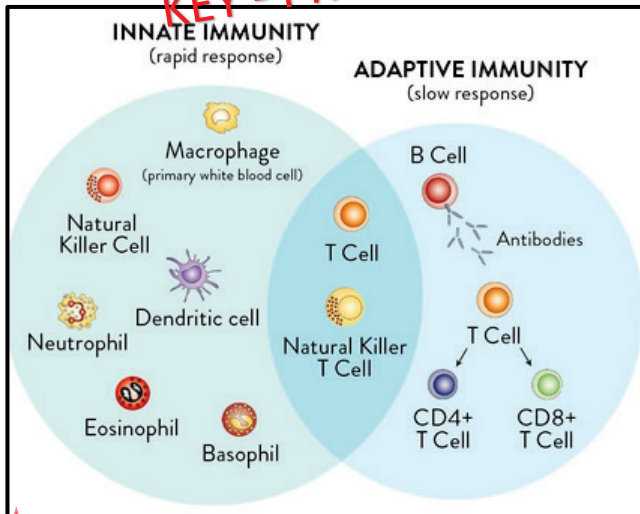 INNATE IMMUNITY
(rapid response)
ADAPTIVE IMMUNITY
(slow response)
Macrophage
(primary white blood cell)
Natural
Killer Cell
Dendritic cell
Neutrophil
Eosinophil
Basophil
T Cell
Natural Killer
T Cell
B Cell
Antibodies
T Cell
CD4+
T Cell
CD8+
T Cell